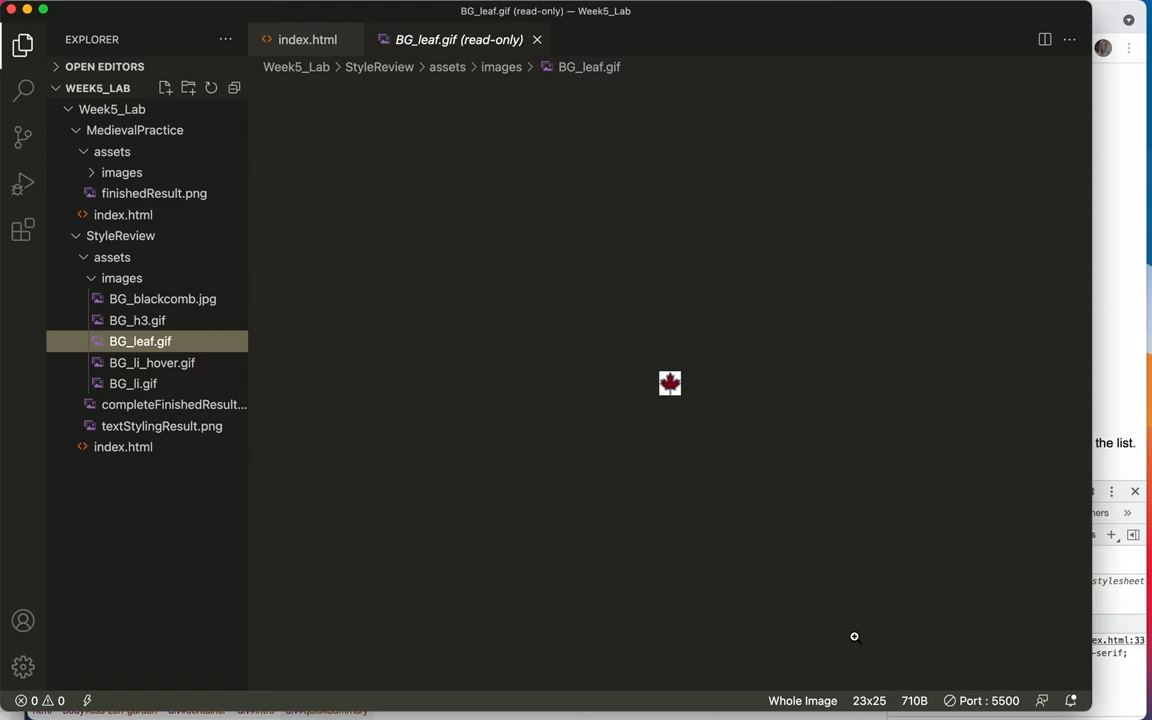 BG_leaf.gif (read-only) — Week5_Lab
EXPLORER
index.html
BG_leaf.gif (read-only)
OPEN EDITORS
Week5_Lab
StyleReview
assets
images
BG_leaf.gif
WEEK5_LAB
Week5_Lab
MedievalPractice
assets
images
finishedResult.png
index.html
StyleReview
assets
images
BG_blackcomb.jpg
BG_h3.gif
BG_leaf.gif
BG_li_hover.gif
BG_li.gif
completeFinishedResult...
textStylingResult.png
index.html
the list.
stylesheet
ex.html:33
-serif;
0 0
Whole Image
23x25
710B
Port : 5500